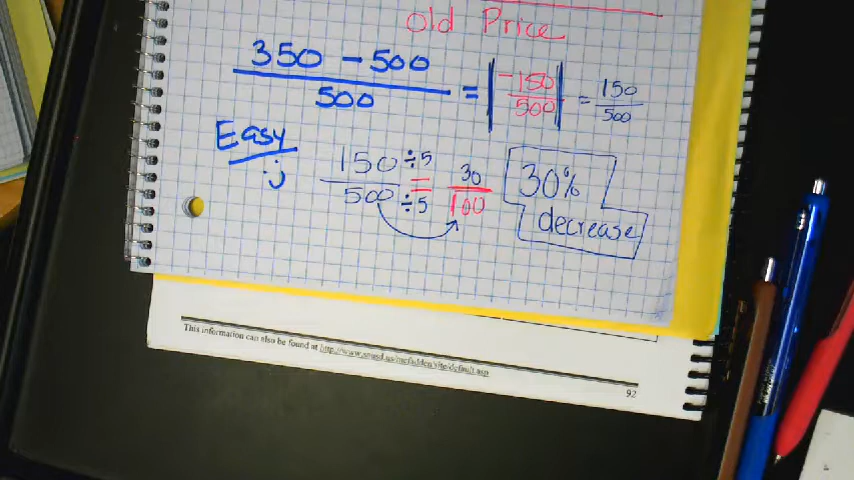 Old Price
350 - 500
500
= |-150
500| = 150
500
Easy
150 ÷5 = 30
500 ÷5 100
30%
decrease
This information can also be found at
92